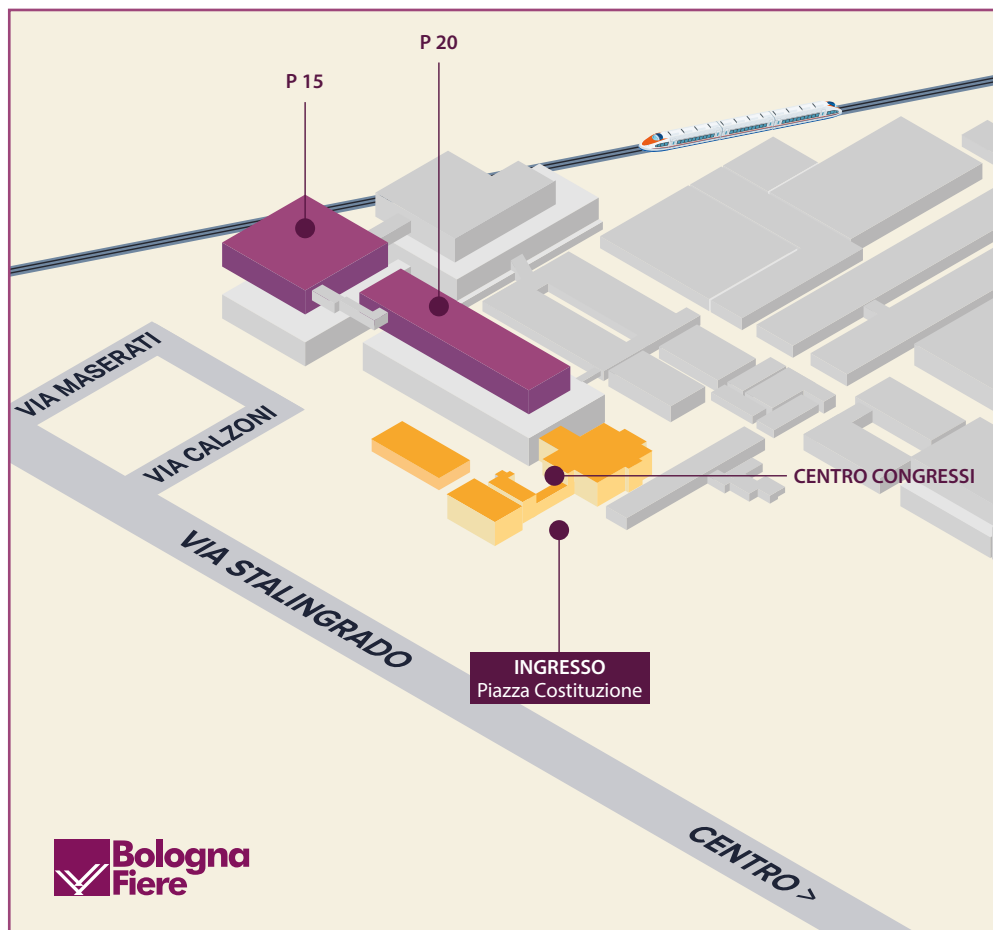 P 20
P 15
VIA MASERATI
VIA CALZONI
CENTRO CONGRESSI
VIA STALINGRADO
INGRESSO
Piazza Costituzione
CENTRO >
Bologna
Fiere